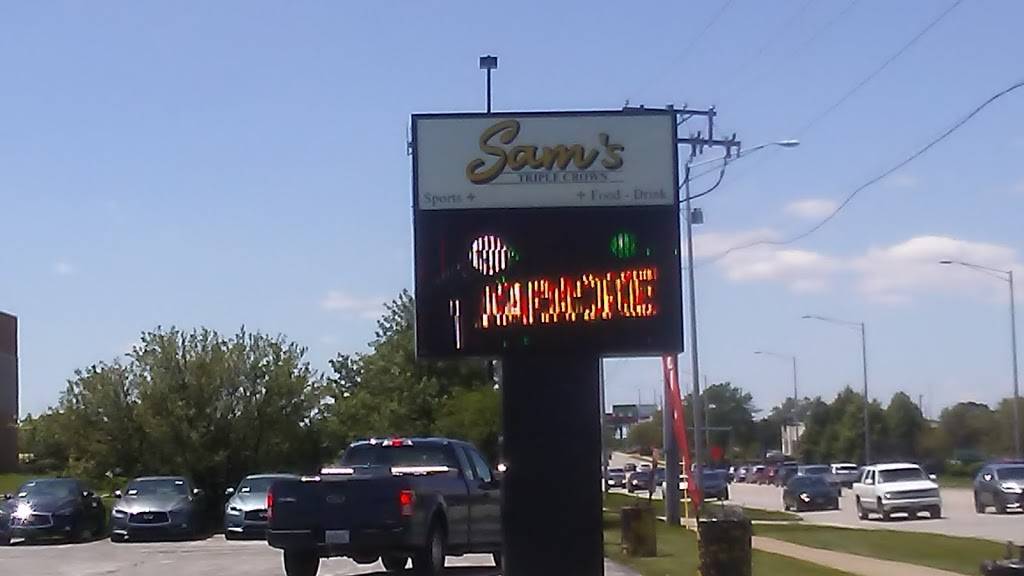 Sam's
TRIPLE CROWN
Sports + + Food - Drink
KARAOKE